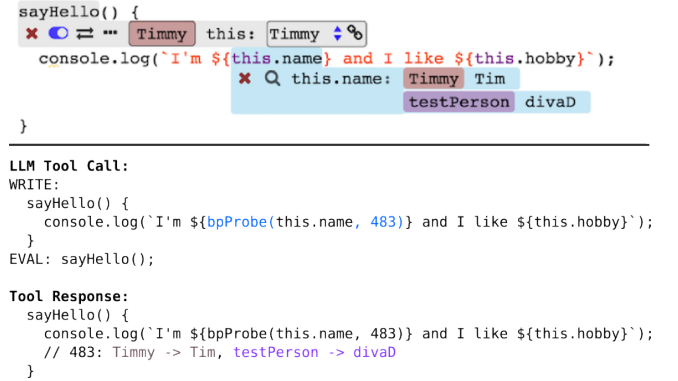 sayHello() {
Timmy this: Timmy
console.log(`I'm ${this.name} and I like ${this.hobby}`);
this.name: Timmy Tim
testPerson divaD
}
LLM Tool Call:
WRITE:
sayHello() {
console.log(`I'm ${bpProbe(this.name, 483)} and I like ${this.hobby}`);
}
EVAL: sayHello();
Tool Response:
sayHello() {
console.log(`I'm ${bpProbe(this.name, 483)} and I like ${this.hobby}`);
// 483: Timmy -> Tim, testPerson -> divaD
}